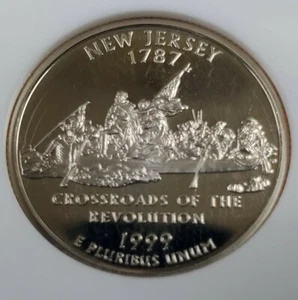 NEW JERSEY
1787
CROSSROADS OF THE
REVOLUTION
1999
E PLURIBUS UNUM